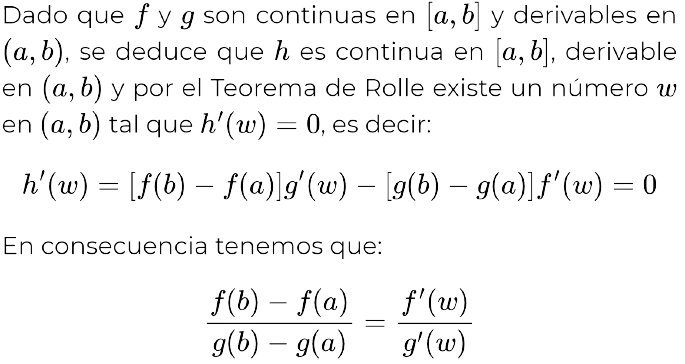 Dado que f y g son continuas en [a, b] y derivables en
(a, b), se deduce que h es continua en [a, b], derivable
en (a, b) y por el Teorema de Rolle existe un número w
en (a, b) tal que h′(w) = 0, es decir:
h′(w) = [f(b) − f(a)]g′(w) − [g(b) − g(a)]f′(w) = 0
En consecuencia tenemos que:
f(b) − f(a) / g(b) − g(a) = f′(w) / g′(w)